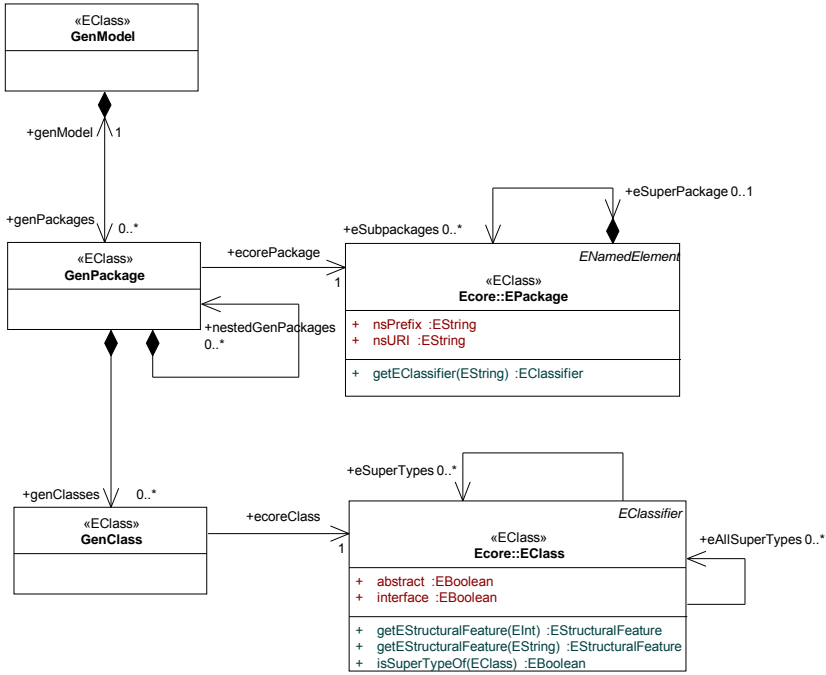 «EClass»
GenModel
+genModel
1
+genPackages
0..*
«EClass»
GenPackage
+ecorePackage
1
+nestedGenPackages
0..*
+eSuperPackage 0..1
+eSubpackages 0..*
ENamedElement
«EClass»
Ecore::EPackage
+ nsPrefix :EString
+ nsURI :EString
+ getEClassifier(EString) :EClassifier
+genClasses
0..*
«EClass»
GenClass
+ecoreClass
1
+eSuperTypes 0..*
EClassifier
«EClass»
Ecore::EClass
+eAllSuperTypes 0..*
+ abstract :EBoolean
+ interface :EBoolean
+ getEStructuralFeature(EInt) :EStructuralFeature
+ getEStructuralFeature(EString) :EStructuralFeature
+ isSuperTypeOf(EClass) :EBoolean